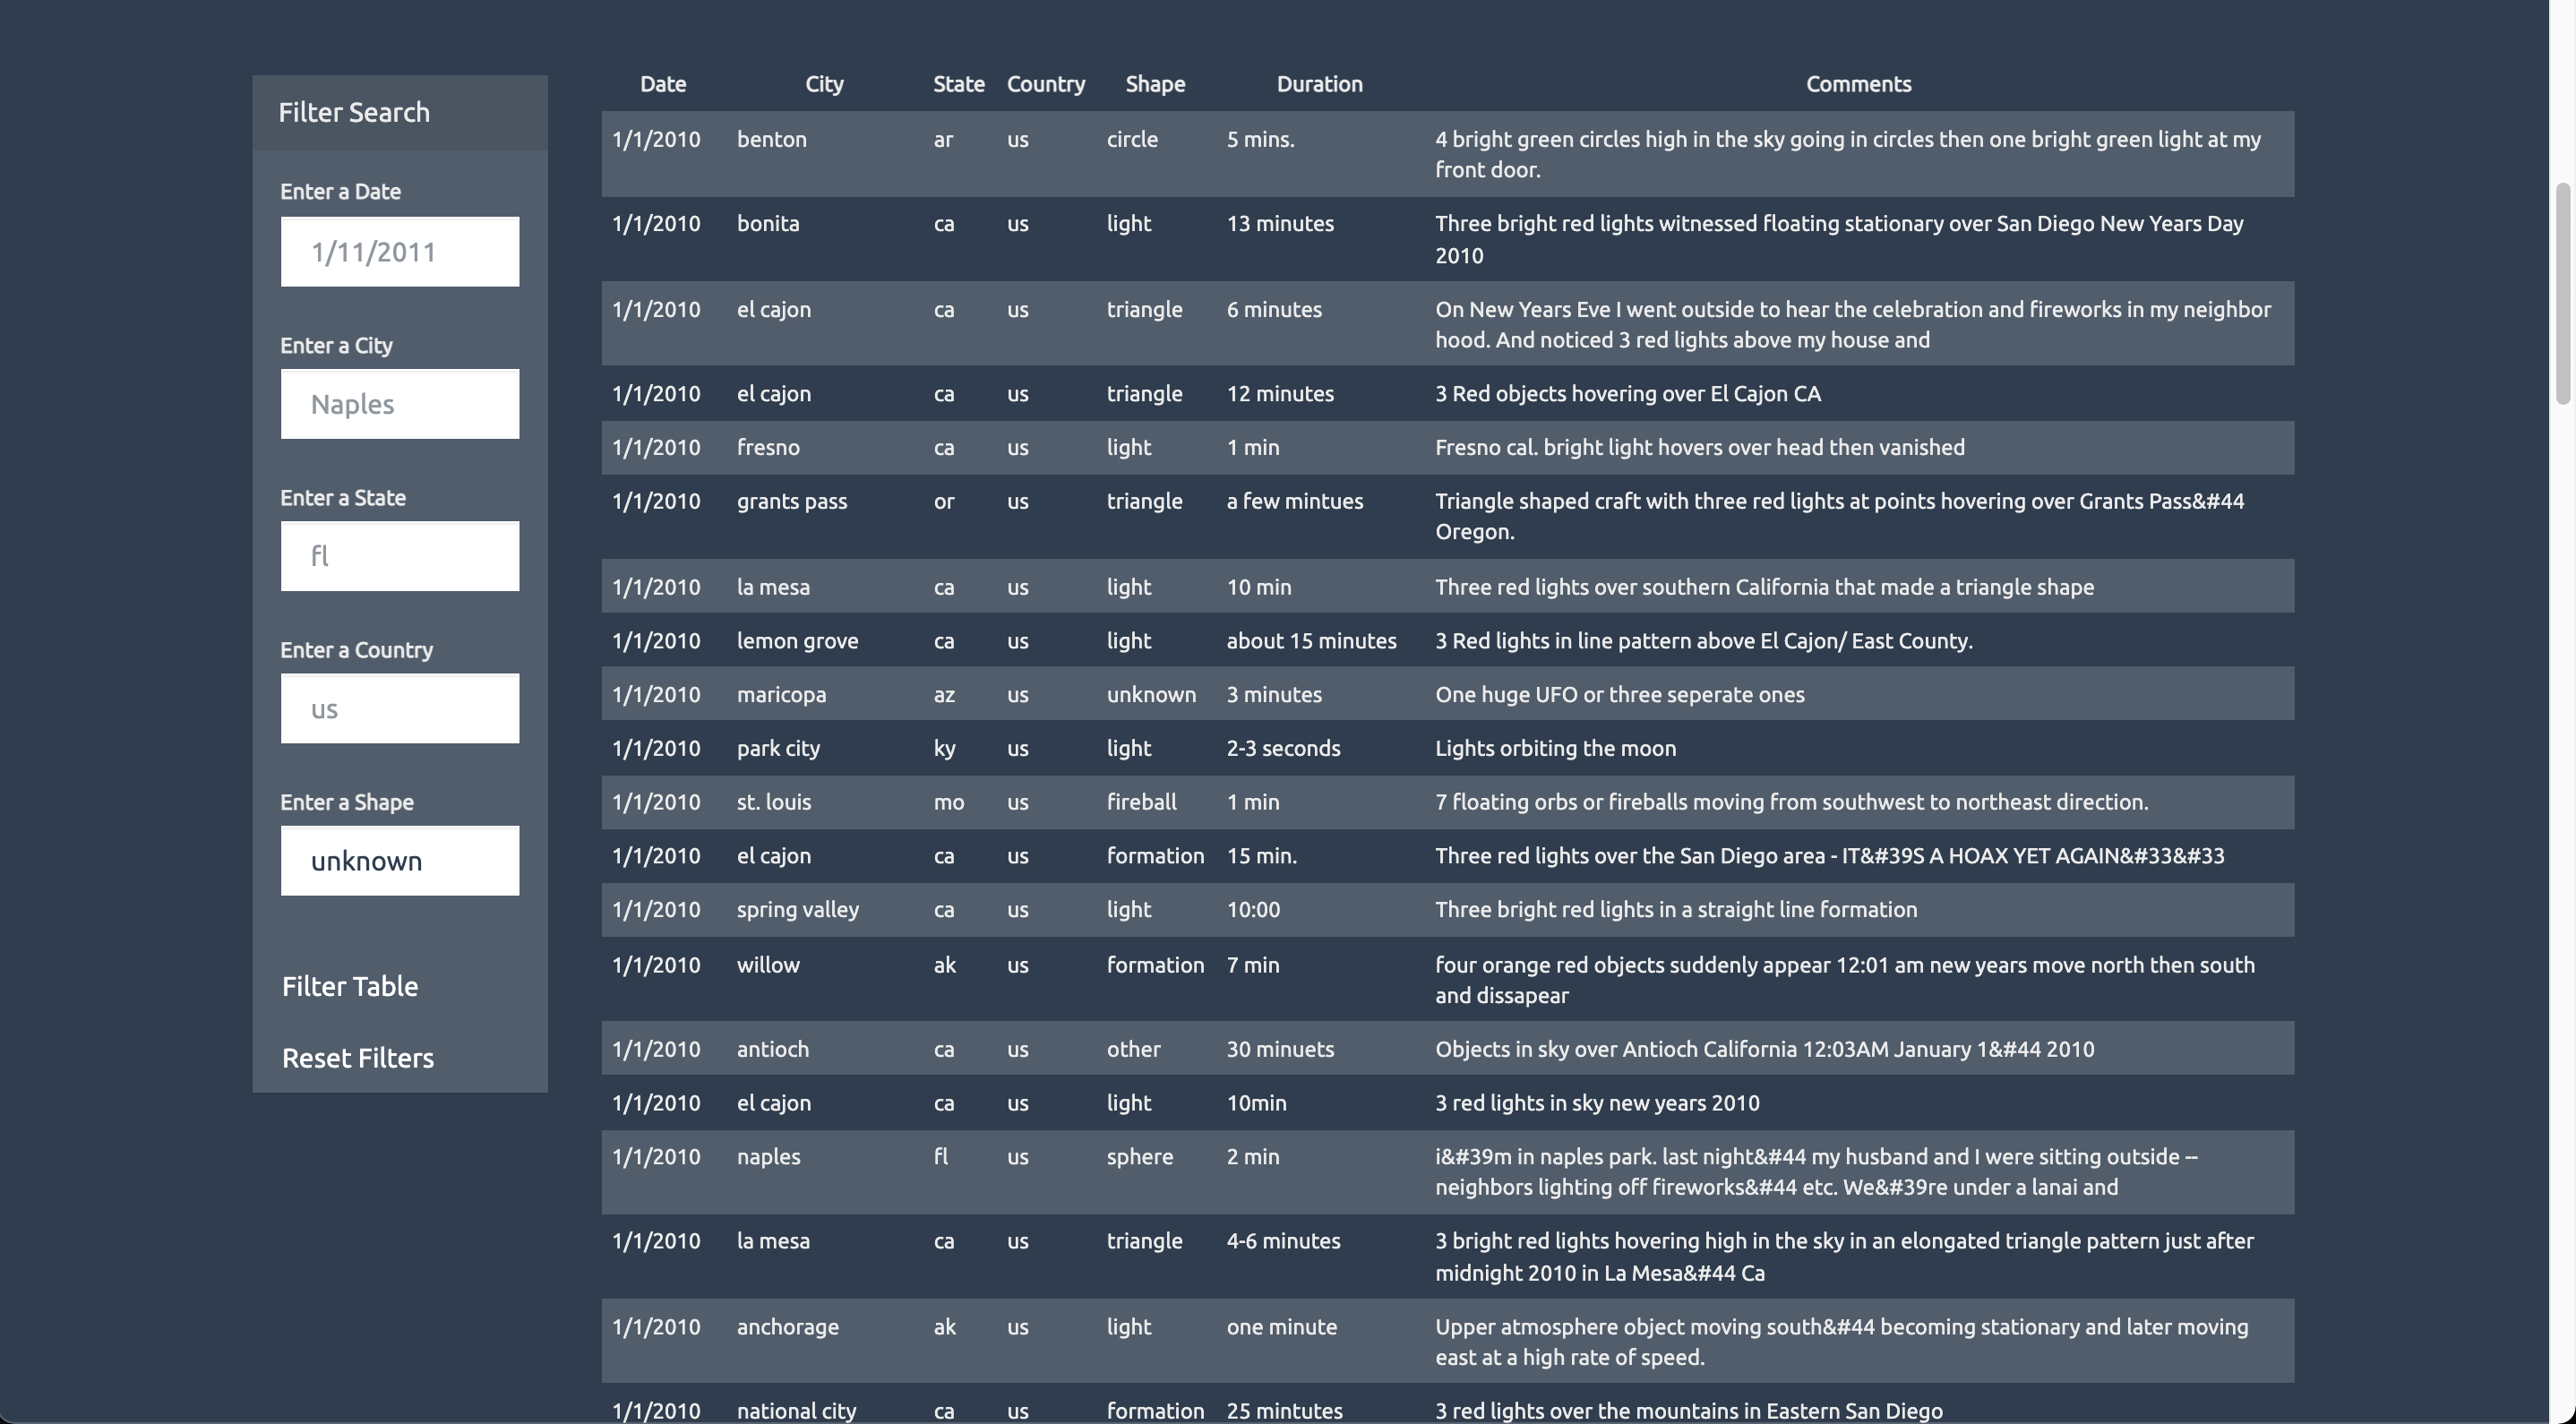 Filter Search
Enter a Date
1/11/2011
Enter a City
Naples
Enter a State
fl
Enter a Country
us
Enter a Shape
unknown
Filter Table
Reset Filters
Date City State Country Shape Duration Comments
1/1/2010 benton ar us circle 5 mins. 4 bright green circles high in the sky going in circles then one bright green light at my
front door.
1/1/2010 bonita ca us light 13 minutes Three bright red lights witnessed floating stationary over San Diego New Years Day
2010
1/1/2010 el cajon ca us triangle 6 minutes On New Years Eve I went outside to hear the celebration and fireworks in my neighbor
hood. And noticed 3 red lights above my house and
1/1/2010 el cajon ca us triangle 12 minutes 3 Red objects hovering over El Cajon CA
1/1/2010 fresno ca us light 1 min Fresno cal. bright light hovers over head then vanished
1/1/2010 grants pass or us triangle a few mintues Triangle shaped craft with three red lights at points hovering over Grants Pass&#44
Oregon.
1/1/2010 la mesa ca us light 10 min Three red lights over southern California that made a triangle shape
1/1/2010 lemon grove ca us light about 15 minutes 3 Red lights in line pattern above El Cajon/ East County.
1/1/2010 maricopa az us unknown 3 minutes One huge UFO or three seperate ones
1/1/2010 park city ky us light 2-3 seconds Lights orbiting the moon
1/1/2010 st. louis mo us fireball 1 min 7 floating orbs or fireballs moving from southwest to northeast direction.
1/1/2010 el cajon ca us formation 15 min. Three red lights over the San Diego area - IT&#39S A HOAX YET AGAIN&#33&#33
1/1/2010 spring valley ca us light 10:00 Three bright red lights in a straight line formation
1/1/2010 willow ak us formation 7 min four orange red objects suddenly appear 12:01 am new years move north then south
and dissapear
1/1/2010 antioch ca us other 30 minuets Objects in sky over Antioch California 12:03AM January 1&#44 2010
1/1/2010 el cajon ca us light 10min 3 red lights in sky new years 2010
1/1/2010 naples fl us sphere 2 min i&#39m in naples park. last night&#44 my husband and I were sitting outside --
neighbors lighting off fireworks&#44 etc. We&#39re under a lanai and
1/1/2010 la mesa ca us triangle 4-6 minutes 3 bright red lights hovering high in the sky in an elongated triangle pattern just after
midnight 2010 in La Mesa&#44 Ca
1/1/2010 anchorage ak us light one minute Upper atmosphere object moving south&#44 becoming stationary and later moving
east at a high rate of speed.
1/1/2010 national city ca us formation 25 mintutes 3 red lights over the mountains in Eastern San Diego